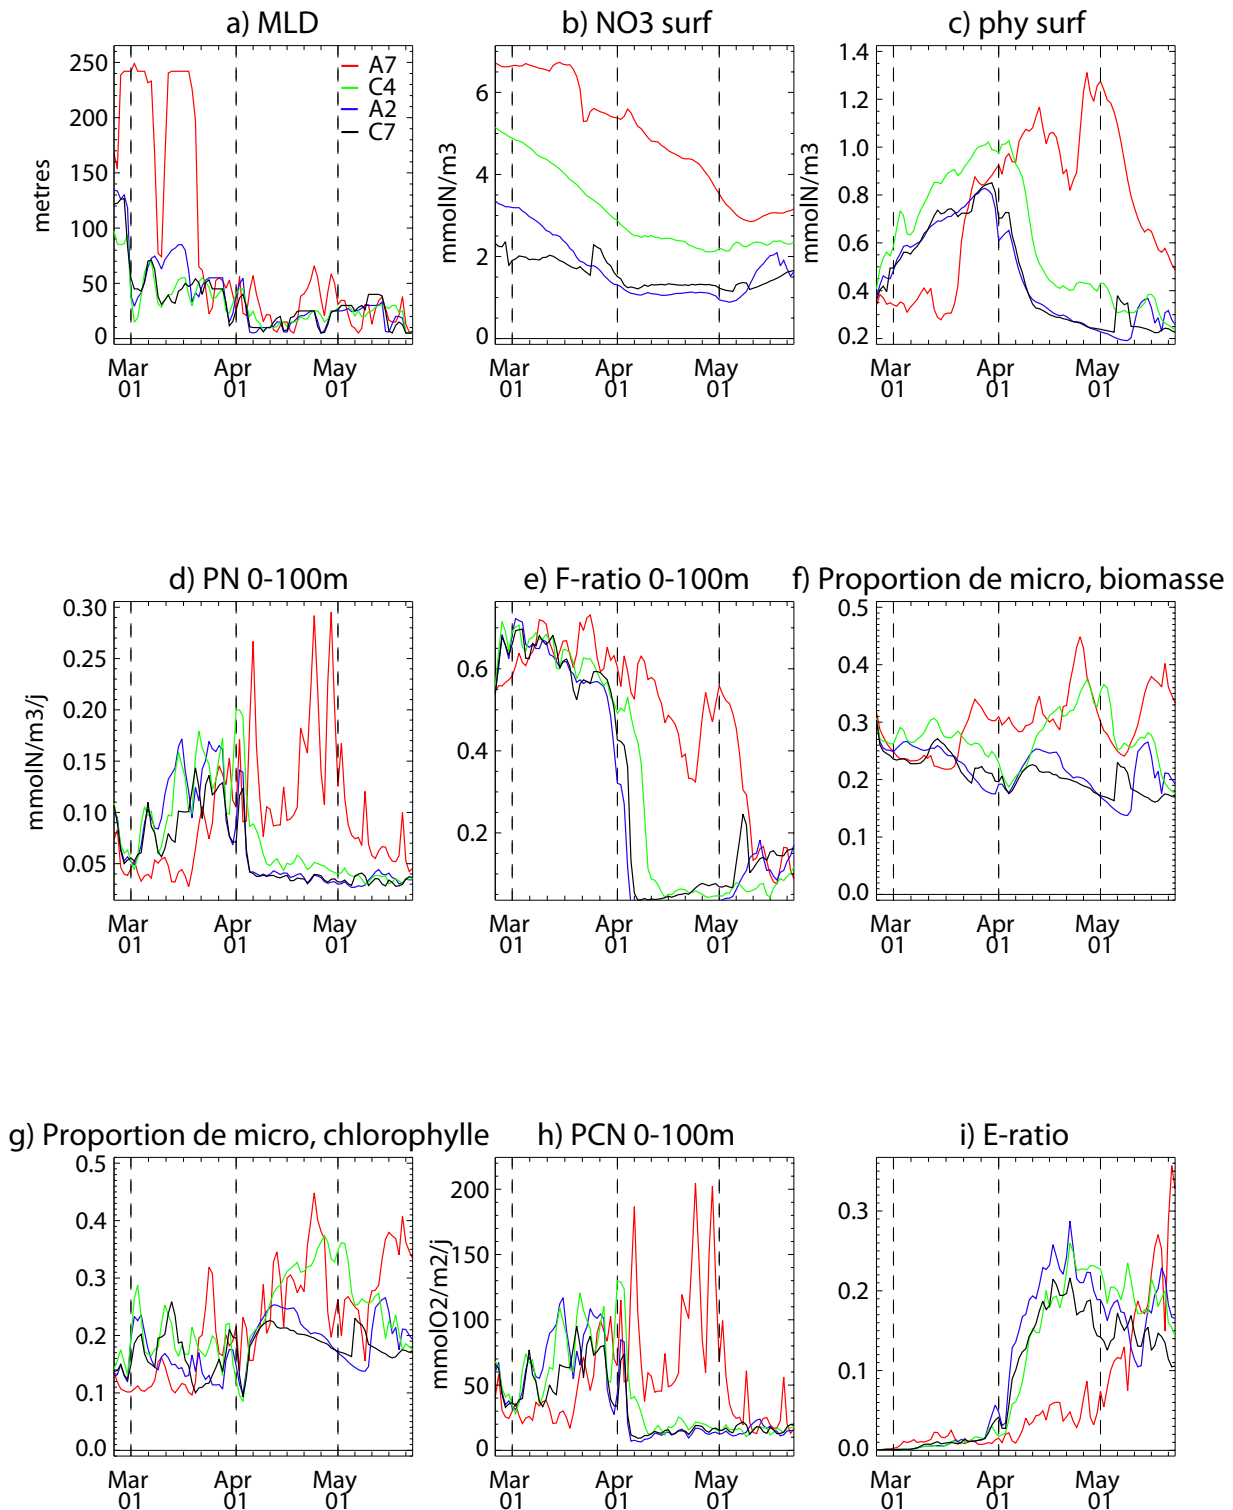 a) MLD
b) NO3 surf
c) phy surf
metres
250
200
150
100
50
0
A7
C4
A2
C7
Mar 01
Apr 01
May 01
mmolN/m3
6
4
2
0
Mar 01
Apr 01
May 01
mmolN/m3
1.4
1.2
1.0
0.8
0.6
0.4
0.2
Mar 01
Apr 01
May 01
d) PN 0-100m
e) F-ratio 0-100m
f) Proportion de micro, biomasse
mmolN/m3/j
0.30
0.25
0.20
0.15
0.10
0.05
Mar 01
Apr 01
May 01
0.6
0.4
0.2
Mar 01
Apr 01
May 01
0.5
0.4
0.3
0.2
0.1
0.0
Mar 01
Apr 01
May 01
g) Proportion de micro, chlorophylle
h) PCN 0-100m
i) E-ratio
0.5
0.4
0.3
0.2
0.1
0.0
Mar 01
Apr 01
May 01
mmolO2/m2/j
200
150
100
50
0
Mar 01
Apr 01
May 01
0.3
0.2
0.1
0.0
Mar 01
Apr 01
May 01